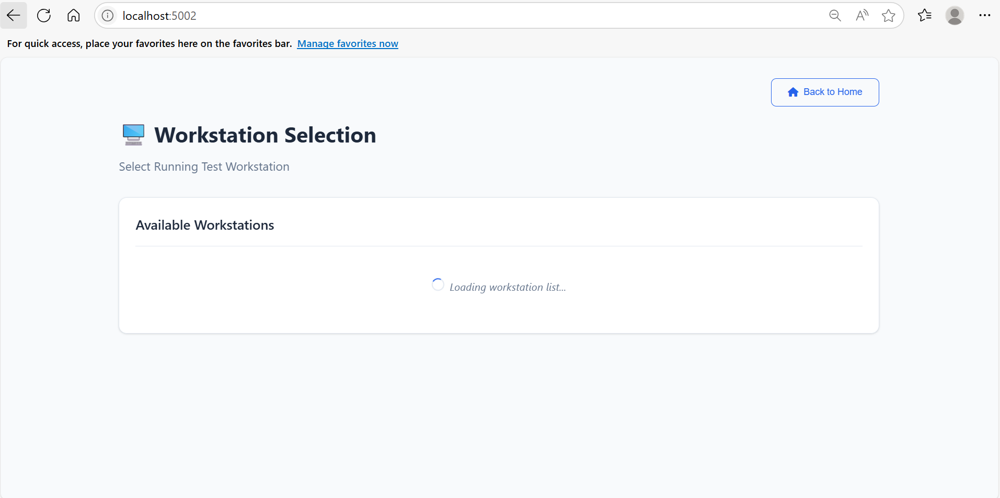 localhost:5002
For quick access, place your favorites here on the favorites bar. Manage favorites now
Back to Home
Workstation Selection
Select Running Test Workstation
Available Workstations
Loading workstation list...